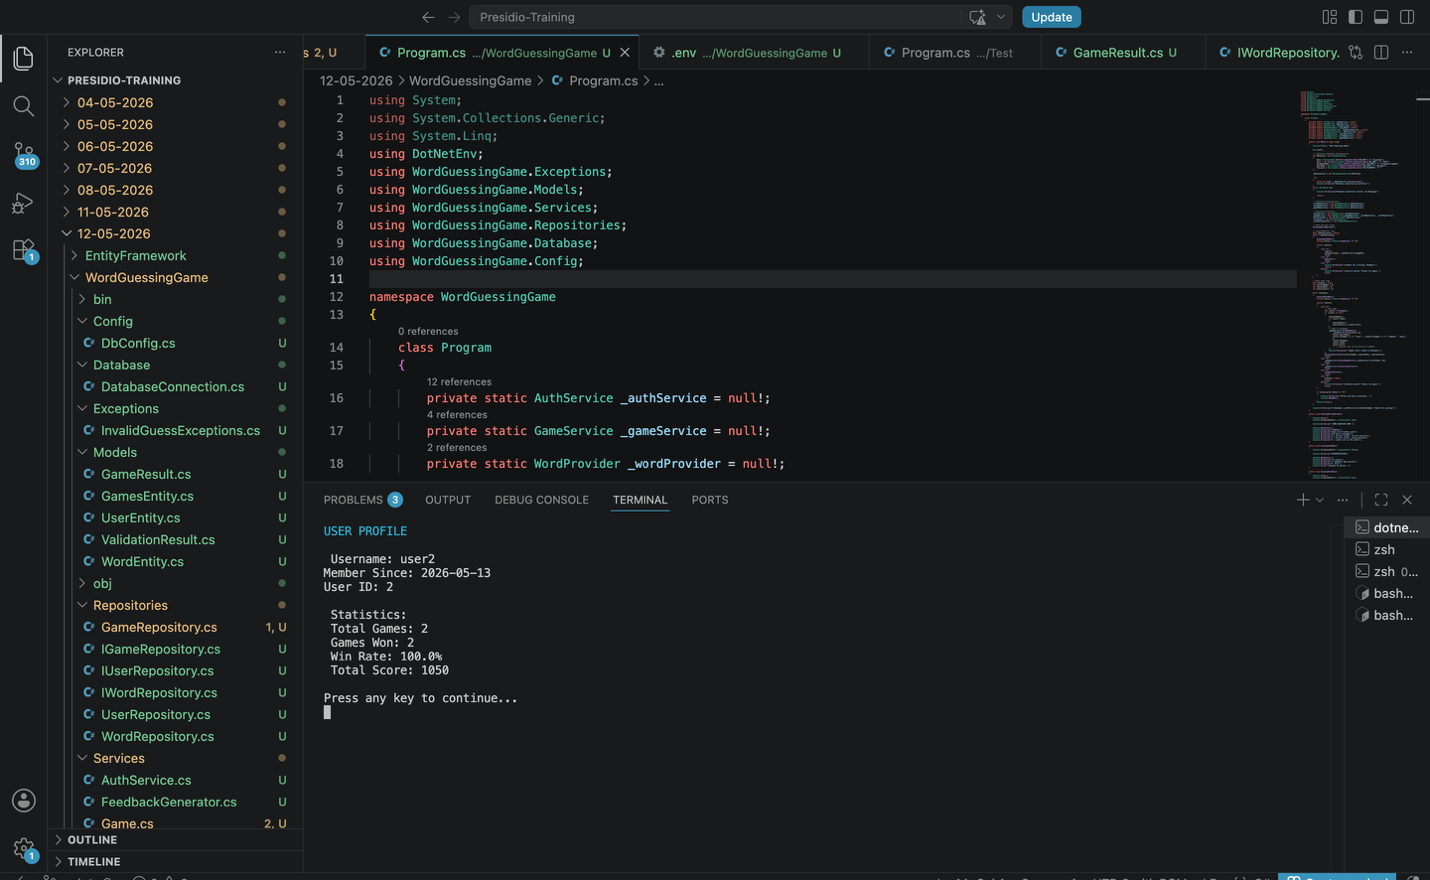 Presidio-Training
Update
EXPLORER
PRESIDIO-TRAINING
04-05-2026
05-05-2026
06-05-2026
07-05-2026
08-05-2026
11-05-2026
12-05-2026
EntityFramework
WordGuessingGame
bin
Config
DbConfig.cs U
Database
DatabaseConnection.cs U
Exceptions
InvalidGuessExceptions.cs U
Models
GameResult.cs U
GamesEntity.cs U
UserEntity.cs U
ValidationResult.cs U
WordEntity.cs U
obj
Repositories
GameRepository.cs 1, U
IGameRepository.cs U
IUserRepository.cs U
IWordRepository.cs U
UserRepository.cs U
WordRepository.cs U
Services
AuthService.cs U
FeedbackGenerator.cs U
Game.cs 2, U
OUTLINE
TIMELINE
310
1
1
s 2, U
Program.cs .../WordGuessingGame U
.env .../WordGuessingGame U
Program.cs .../Test
GameResult.cs U
IWordRepository.
12-05-2026 > WordGuessingGame > Program.cs > ...
1 using System;
2 using System.Collections.Generic;
3 using System.Linq;
4 using DotNetEnv;
5 using WordGuessingGame.Exceptions;
6 using WordGuessingGame.Models;
7 using WordGuessingGame.Services;
8 using WordGuessingGame.Repositories;
9 using WordGuessingGame.Database;
10 using WordGuessingGame.Config;
11
12 namespace WordGuessingGame
13 {
0 references
14 class Program
15 {
12 references
16 private static AuthService _authService = null!;
4 references
17 private static GameService _gameService = null!;
2 references
18 private static WordProvider _wordProvider = null!;
PROBLEMS 3 OUTPUT DEBUG CONSOLE TERMINAL PORTS
USER PROFILE
Username: user2
Member Since: 2026-05-13
User ID: 2
Statistics:
Total Games: 2
Games Won: 2
Win Rate: 100.0%
Total Score: 1050
Press any key to continue...
dotne...
zsh
zsh 0...
bash...
bash...